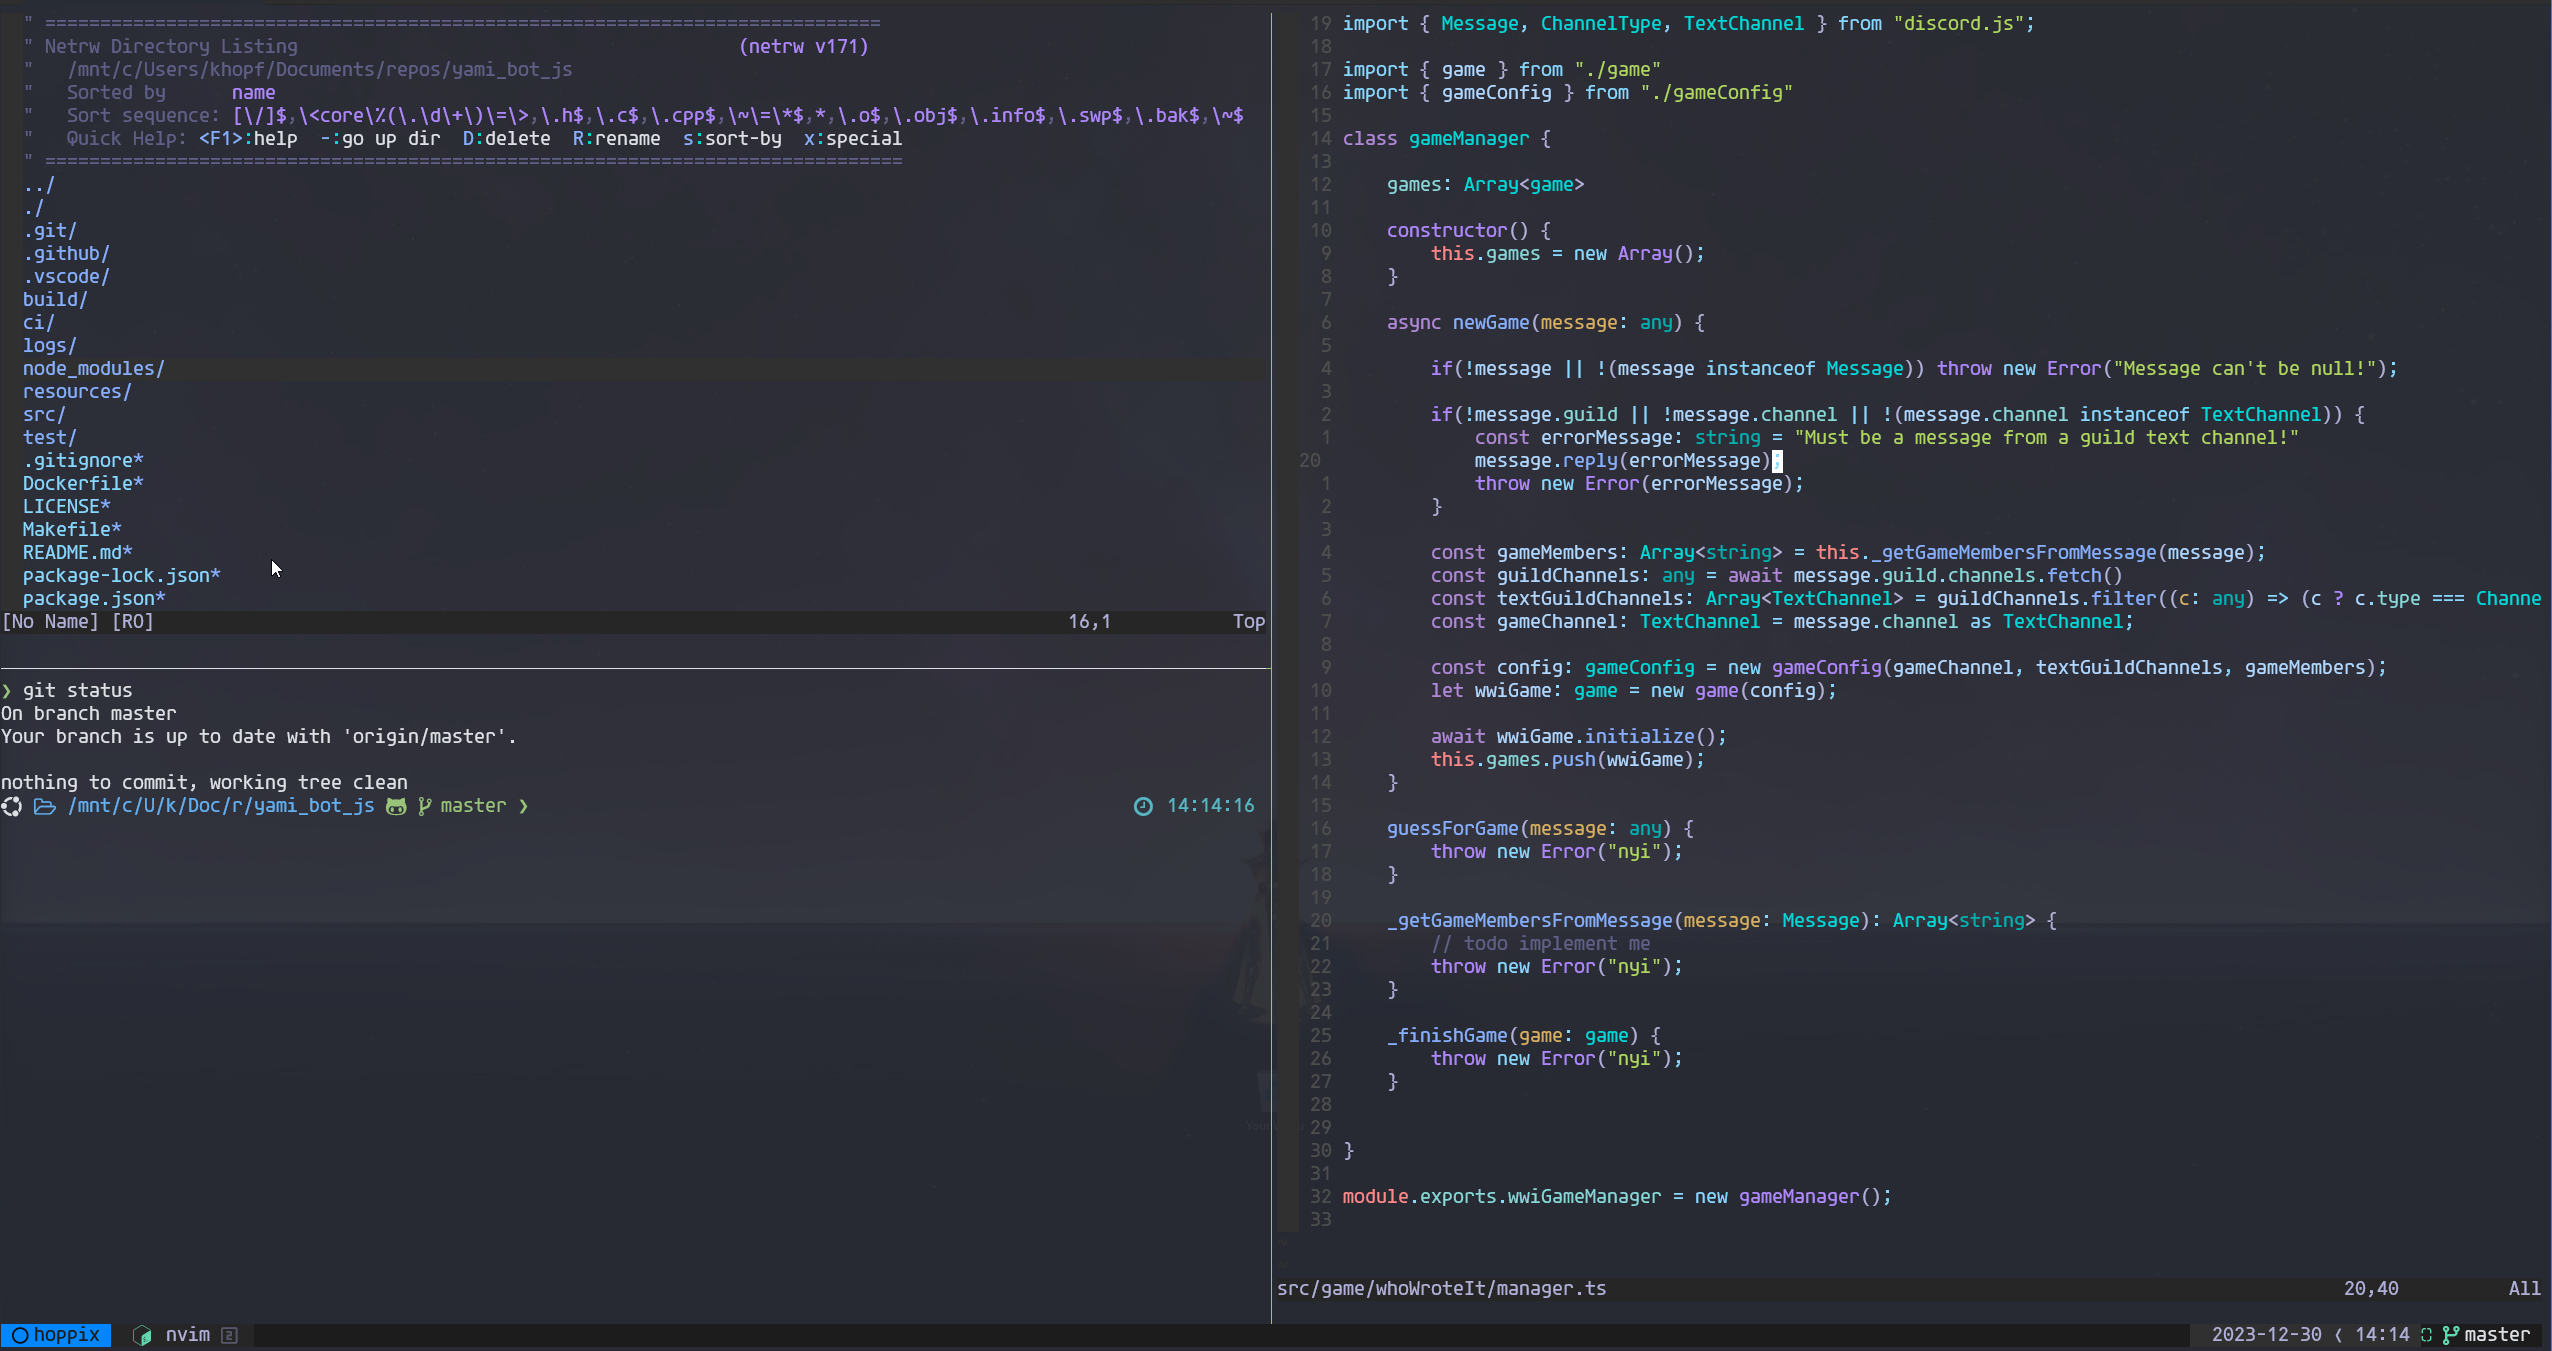 " ============================================================================
" Netrw Directory Listing                                        (netrw v171)
"   /mnt/c/Users/khopf/Documents/repos/yami_bot_js
"   Sorted by      name
"   Sort sequence: [\/]$,\<core\%(\.\d\+\)\=\>,\.h$,\.c$,\.cpp$,\~\=\*$,*,\.o$,\.obj$,\.info$,\.swp$,\.bak$,\~$
"   Quick Help: <F1>:help  -:go up dir  D:delete  R:rename  s:sort-by  x:special
" ==============================================================================
../
./
.git/
.github/
.vscode/
build/
ci/
logs/
node_modules/
resources/
src/
test/
.gitignore*
Dockerfile*
LICENSE*
Makefile*
README.md*
package-lock.json*
package.json*
[No Name] [RO] 16,1 Top
❯ git status
On branch master
Your branch is up to date with 'origin/master'.
nothing to commit, working tree clean
/mnt/c/U/k/Doc/r/yami_bot_js master ❯ 14:14:16
19 import { Message, ChannelType, TextChannel } from "discord.js";
18
17 import { game } from "./game"
16 import { gameConfig } from "./gameConfig"
15
14 class gameManager {
13
12     games: Array<game>
11
10     constructor() {
9         this.games = new Array();
8     }
7
6     async newGame(message: any) {
5
4         if(!message || !(message instanceof Message)) throw new Error("Message can't be null!");
3
2         if(!message.guild || !message.channel || !(message.channel instanceof TextChannel)) {
1             const errorMessage: string = "Must be a message from a guild text channel!"
20             message.reply(errorMessage);
1             throw new Error(errorMessage);
2         }
3
4         const gameMembers: Array<string> = this._getGameMembersFromMessage(message);
5         const guildChannels: any = await message.guild.channels.fetch()
6         const textGuildChannels: Array<TextChannel> = guildChannels.filter((c: any) => (c ? c.type === Channe
7         const gameChannel: TextChannel = message.channel as TextChannel;
8
9         const config: gameConfig = new gameConfig(gameChannel, textGuildChannels, gameMembers);
10         let wwiGame: game = new game(config);
11
12         await wwiGame.initialize();
13         this.games.push(wwiGame);
14     }
15
16     guessForGame(message: any) {
17         throw new Error("nyi");
18     }
19
20     _getGameMembersFromMessage(message: Message): Array<string> {
21         // todo implement me
22         throw new Error("nyi");
23     }
24
25     _finishGame(game: game) {
26         throw new Error("nyi");
27     }
28
29
30 }
31
32 module.exports.wwiGameManager = new gameManager();
33
src/game/whoWroteIt/manager.ts 20,40 All
hoppix nvim 2 2023-12-30 ❬ 14:14 master